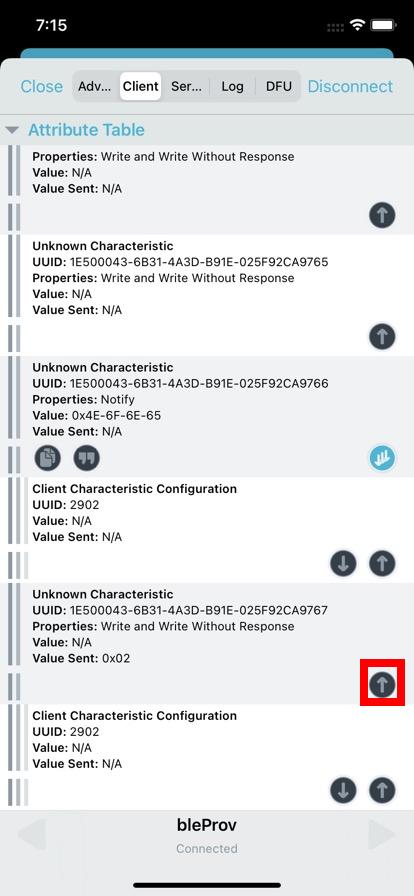 7:15
Close Adv... Client Ser... Log DFU Disconnect
Attribute Table
Properties: Write and Write Without Response
Value: N/A
Value Sent: N/A
Unknown Characteristic
UUID: 1E500043-6B31-4A3D-B91E-025F92CA9765
Properties: Write and Write Without Response
Value: N/A
Value Sent: N/A
Unknown Characteristic
UUID: 1E500043-6B31-4A3D-B91E-025F92CA9766
Properties: Notify
Value: 0x4E-6F-6E-65
Value Sent: N/A
Client Characteristic Configuration
UUID: 2902
Value: N/A
Value Sent: N/A
Unknown Characteristic
UUID: 1E500043-6B31-4A3D-B91E-025F92CA9767
Properties: Write and Write Without Response
Value: N/A
Value Sent: 0x02
Client Characteristic Configuration
UUID: 2902
Value: N/A
Value Sent: N/A
bleProv
Connected